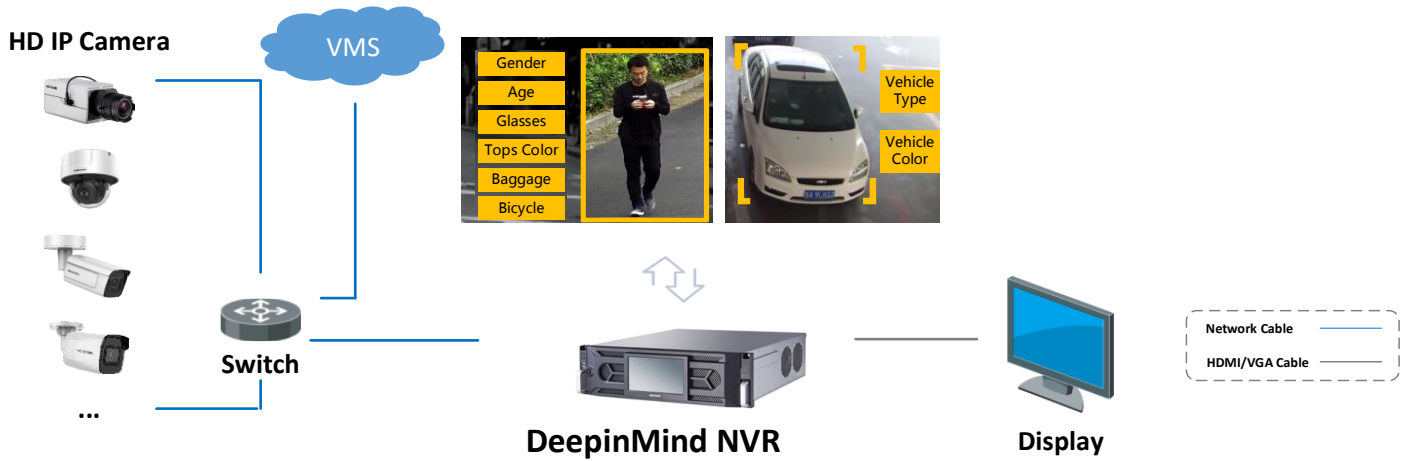 HD IP Camera
VMS
Gender
Age
Glasses
Tops Color
Baggage
Bicycle
Vehicle
Type
Vehicle
Color
Switch
...
DeepinMind NVR
Display
Network Cable
HDMI/VGA Cable